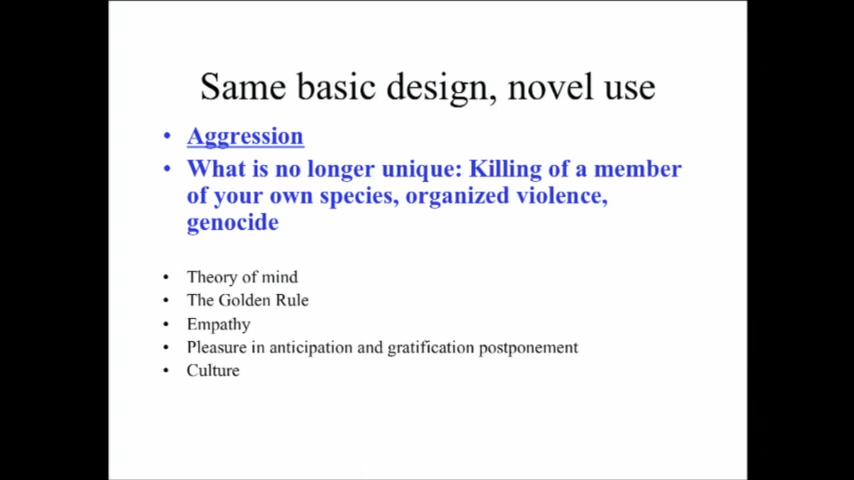 Same basic design, novel use
• Aggression
• What is no longer unique: Killing of a member
of your own species, organized violence,
genocide
• Theory of mind
• The Golden Rule
• Empathy
• Pleasure in anticipation and gratification postponement
• Culture